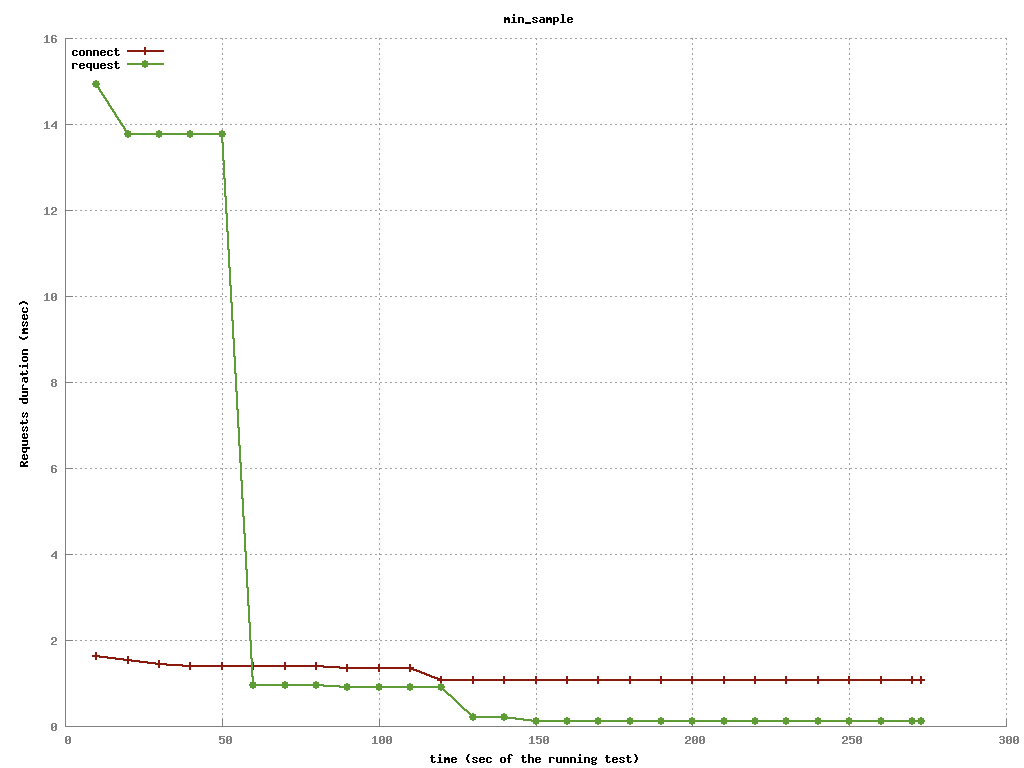 min_sample
16
connect
request
14
12
10
8
6
4
2
0
Requests duration (msec)
0 50 100 150 200 250 300
time (sec of the running test)